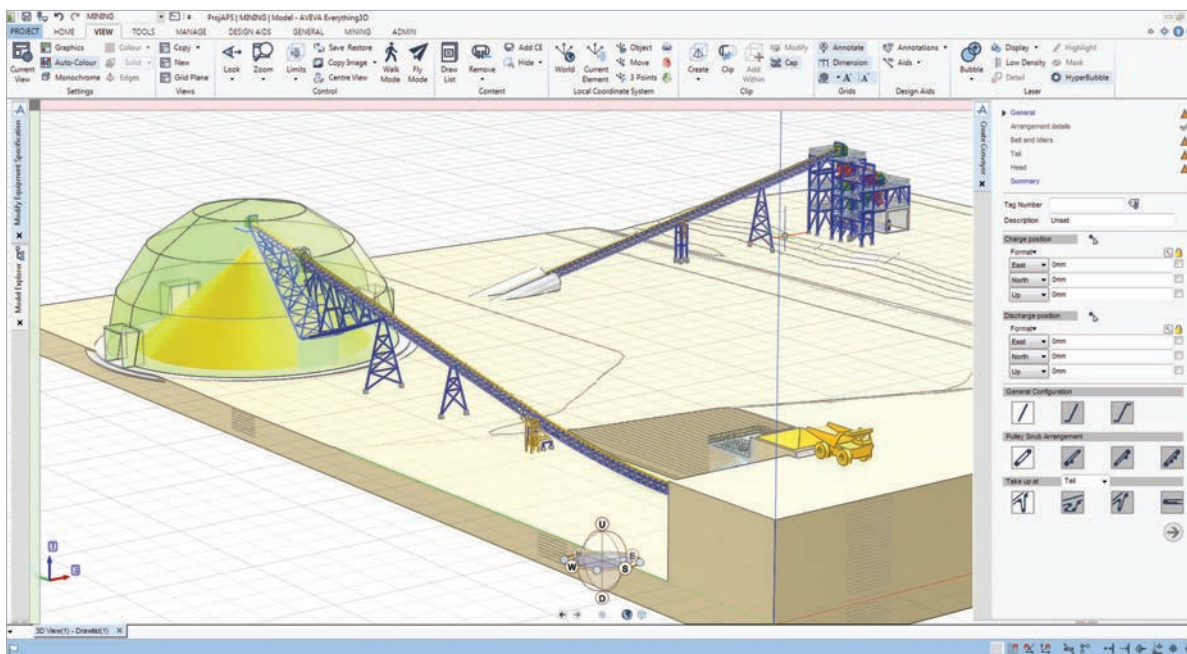 MINING
ProjAPS | MINING | Model - AVEVA Everything3D
PROJECT HOME VIEW TOOLS MANAGE DESIGN AIDS GENERAL MINING ADMIN
Current View
Graphics
Auto-Colour
Monochrome
Colour
Solid
Edges
Settings
Copy
New
Grid Plane
Views
Look
Zoom
Limits
Save Restore
Copy Image
Centre View
Walk Mode
Fly Mode
Control
Draw List
Remove
Add CE
Hide
Content
World
Current Element
Object
Move
3 Points
Local Coordinate System
Create
Clip
Add Within
Modify
Cap
Clip
Annotate
Dimension
A A
Grids
Annotations
Aids
Design Aids
Bubble
Display
Low Density
Detail
Highlight
Mask
HyperBubble
Laser
Modify Equipment Specification
Model Explorer
Create Conveyor
General
Arrangement details
Belt and Idlers
Tail
Head
Summary
Tag Number
Description Unset
Charge position
Format
East 0mm
North 0mm
Up 0mm
Discharge position
Format
East 0mm
North 0mm
Up 0mm
General Configuration
Pulley Snub Arrangement
Take up at Tail
U
W
E
S
D
U
E
3D View(1) - Drawlist(1)